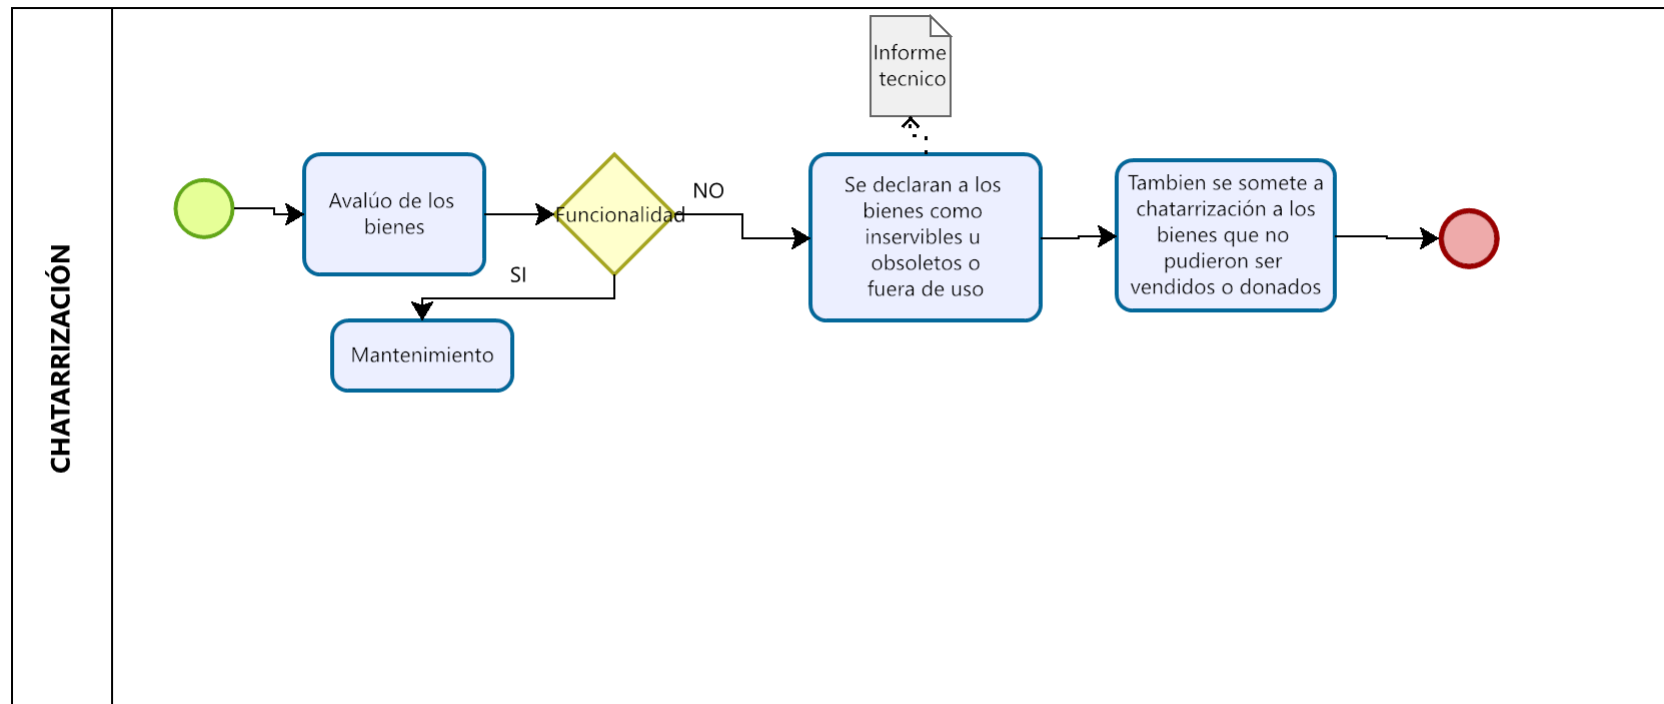 CHATARRIZACIÓN
Informe
tecnico
Avalúo de los
bienes
Funcionalidad
NO
SI
Mantenimiento
Se declaran a los
bienes como
inservibles u
obsoletos o
fuera de uso
Tambien se somete a
chatarrización a los
bienes que no
pudieron ser
vendidos o donados